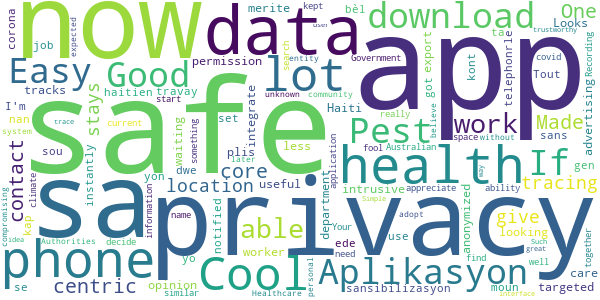 corona
merite
kept
user
bèl
download
One
Looks
now
data
job
search
trustworthy
expected
permission
entity
ta
Easy
Good
lot
Government
app
got
export
believe
telephonrle
Recording
tracks
haitien
travay
unknown
community
kont
Tout
covid
I'm
stays
start
integrate
Haiti
really
work
Made
nan
safe
set
something
less
Pest
space
without
sans
system
trace
current
sou
instantly
waiting
plis
fool
Australian
advertising
contact
yon
dwe
core
later
health
If
gen
climate
information
location
useful
application
intrusive
tracing
compromising
kap
sa
privacy
name
able
department
appreciate
ability
anonymized
give
may
notified
worker
ede
Your
use
looking
Simple
adopt
phone
yo
Cool
need
find
Such
great
together
idea
Authorities
decide
opinion
personal
Aplikasyon
well
care
se
centric
similar
Healthcare
sansibilizasyon
moun
interface
targeted